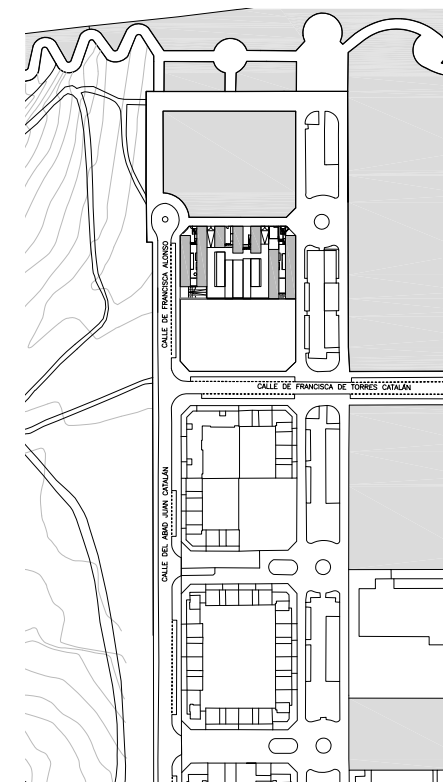 CALLE DE FRANCISCA ALONSO
CALLE DE FRANCISCA DE TORRES CATALÁN
CALLE DEL ABAD JUAN CATALÁN